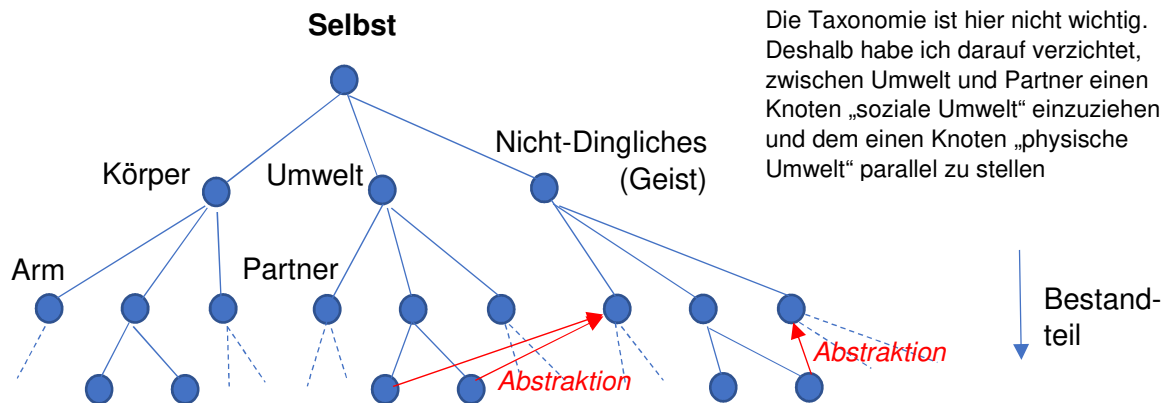 Selbst
Die Taxonomie ist hier nicht wichtig.
Deshalb habe ich darauf verzichtet,
zwischen Umwelt und Partner einen
Knoten „soziale Umwelt“ einzuziehen
und dem einen Knoten „physische
Umwelt“ parallel zu stellen
Körper
Umwelt
Nicht-Dingliches
(Geist)
Arm
Partner
Abstraktion
Abstraktion
Bestand-
teil